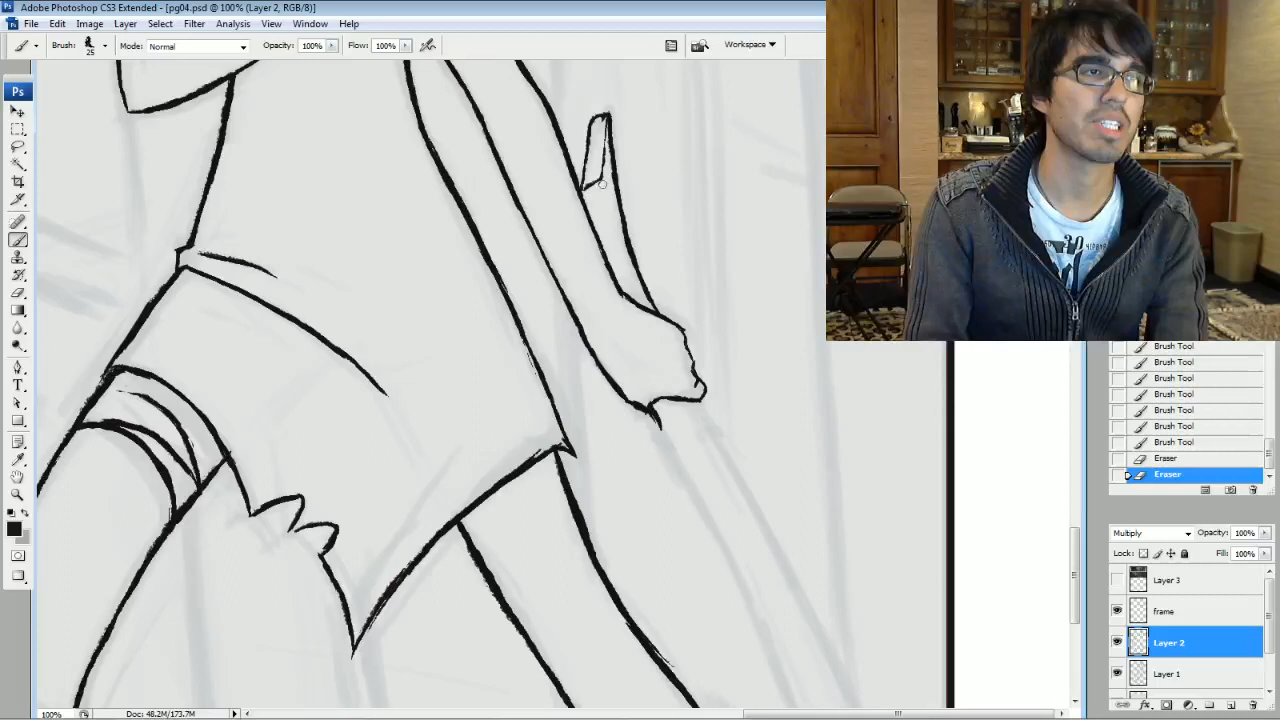 Adobe Photoshop CS3 Extended - [pg04.psd @ 100% (Layer 2, RGB/8)]
File Edit Image Layer Select Filter Analysis View Window Help
Brush: 25 Mode: Normal Opacity: 100% Flow: 100% Workspace
Ps
T
30
Brush Tool
Brush Tool
Brush Tool
Brush Tool
Brush Tool
Brush Tool
Brush Tool
Eraser
Eraser
Multiply Opacity: 100%
Lock: Fill: 100%
Layer 3
frame
Layer 2
Layer 1
100% Doc: 48.2M/173.7M